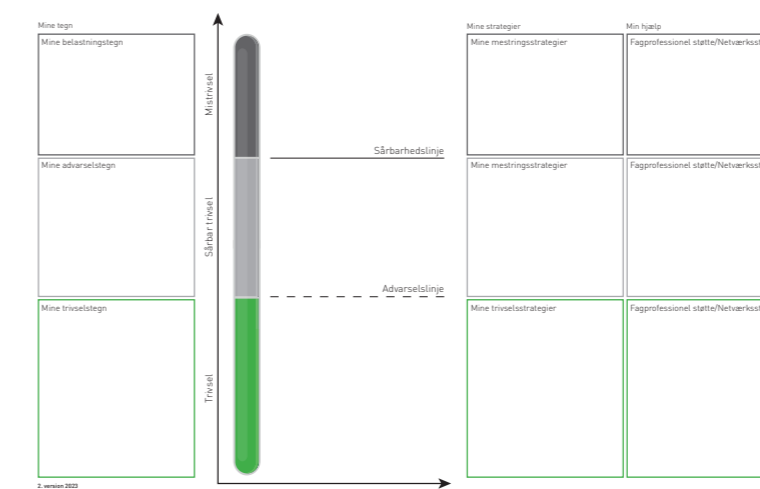 Mine tegn
Mine strategier
Min hjælp
Mine belastningstegn
Mistrivsel
Mine mestringsstrategier
Fagprofessionel støtte/Netværksst
Sårbarhedslinje
Mine advarselstegn
Sårbar trivsel
Mine mestringsstrategier
Fagprofessionel støtte/Netværksst
Advarselslinje
Mine trivselstegn
Trivsel
Mine trivselsstrategier
Fagprofessionel støtte/Netværksst
2. version 2023